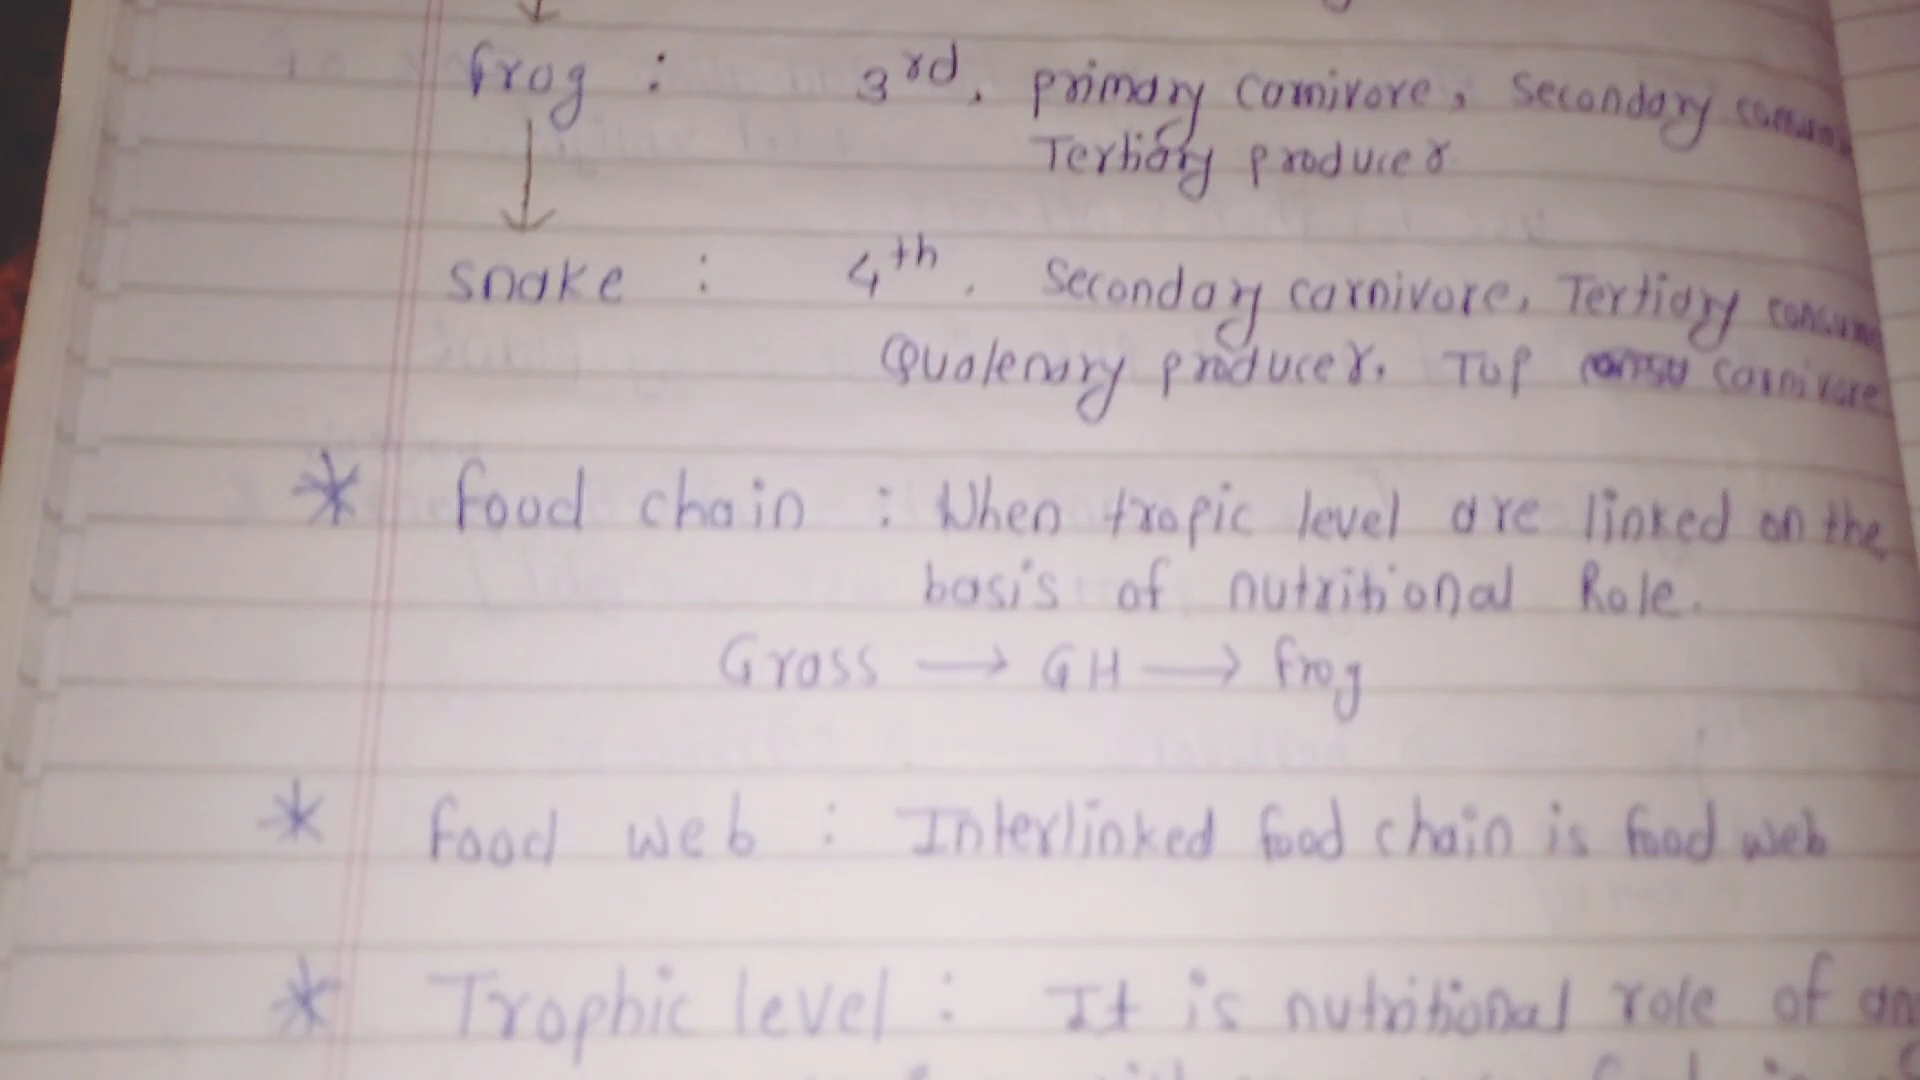 frog : 3rd. primary carnivore, Secondary
Tertiary producer
snake : 4th. Secondary carnivore, Tertiary
Quatenary producer. Top carnivore
* food chain : When tropic level are linked on the
basis of nutritional Role.
Grass → GH → frog
* food web : Interlinked food chain is food web
* Trophic level : It is nutritional role of an